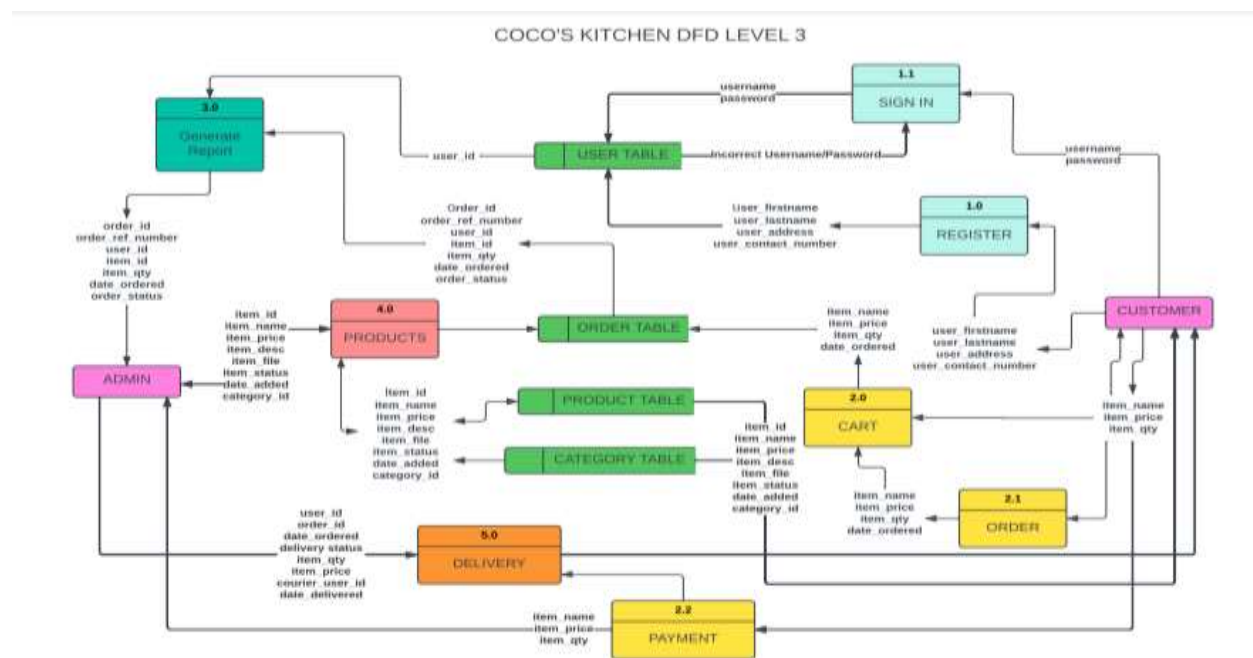 COCO'S KITCHEN DFD LEVEL 3
1.1
SIGN IN
username
password
3.0
Generate
Report
user_id
USER TABLE
Incorrect Username/Password
username
password
1.0
REGISTER
User_firstname
user_lastname
user_address
user_contact_number
Order_id
order_ref_number
user_id
item_id
item_qty
date_ordered
order_status
order_id
order_ref_number
user_id
item_id
item_qty
date_ordered
order_status
item_id
item_name
item_price
item_desc
item_file
item_status
date_added
category_id
4.0
PRODUCTS
ORDER TABLE
item_name
item_price
item_qty
date_ordered
user_firstname
user_lastname
user_address
user_contact_number
CUSTOMER
ADMIN
item_id
item_name
item_price
item_desc
item_file
item_status
date_added
category_id
PRODUCT TABLE
CATEGORY TABLE
item_id
item_name
item_price
item_desc
item_file
item_status
date_added
category_id
2.0
CART
item_name
item_price
item_qty
item_name
item_price
item_qty
date_ordered
2.1
ORDER
user_id
order_id
date_ordered
delivery status
item_qty
item_price
courier_user_id
date_delivered
5.0
DELIVERY
item_name
item_price
item_qty
2.2
PAYMENT